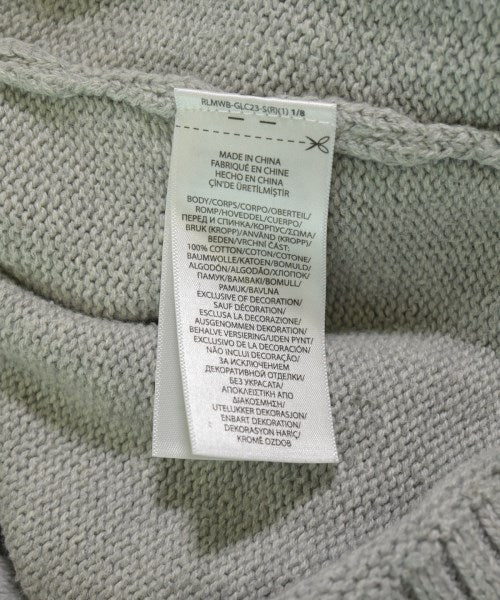 RLMWB-GLC23-S(R)(1) 1/8
MADE IN CHINA
FABRIQUÉ EN CHINE
HECHO EN CHINA
ÇİN'DE ÜRETİLMİŞTİR
BODY/CORPS/CORPO/OBERTEIL/
ROMP/HOVEDDEL/CUERPO/
ПЕРЕД И СПИНКА/КОРПУС/ΣΩΜΑ/
BRUK (KROPP)/ANVÄND (KROPP)/
BEDEN/VRCHNÍ ČÁST:
100% COTTON/COTON/COTONE/
BAUMWOLLE/KATOEN/BOMULD/
ALGODÓN/ALGODÃO/ХЛОПОК/
ПАМУК/BAMBAKI/BOMULL/
PAMUK/BAVLNA
EXCLUSIVE OF DECORATION/
SAUF DÉCORATION/
ESCLUSA LA DECORAZIONE/
AUSGENOMMEN DEKORATION/
BEHALVE VERSIERING/UDEN PYNT/
EXCLUSIVO DE LA DECORACIÓN/
NÃO INCLUI DECORAÇÃO/
ЗА ИСКЛЮЧЕНИЕМ
ДЕКОРАТИВНОЙ ОТДЕЛКИ/
БЕЗ УКРАСАТА/
ΑΠΟΚΛΕΙΣΤΙΚΗ ΑΠΟ
ΔΙΑΚΟΣΜΗΣΗ/
UTELUKKER DEKORASJON/
ENBART DEKORATION/
DEKORASYON HARİÇ/
KROMĚ OZDOB